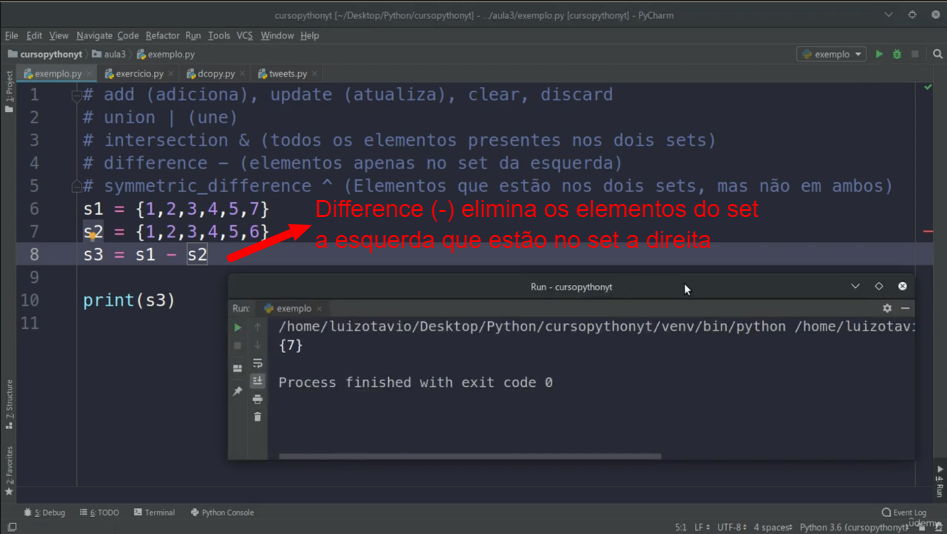 cursopythonyt [~/Desktop/Python/cursopythonyt] - .../aula3/exemplo.py [cursopythonyt] - PyCharm
File Edit View Navigate Code Refactor Run Tools VCS Window Help
cursopythonyt aula3 exemplo.py exemplo
exemplo.py exercicio.py dcopy.py tweets.py
1: Project
1 # add (adiciona), update (atualiza), clear, discard
2 # union | (une)
3 # intersection & (todos os elementos presentes nos dois sets)
4 # difference - (elementos apenas no set da esquerda)
5 # symmetric_difference ^ (Elementos que estão nos dois sets, mas não em ambos)
6 s1 = {1,2,3,4,5,7}
7 s2 = {1,2,3,4,5,6}
8 s3 = s1 - s2
9
10 print(s3)
11
Difference (-) elimina os elementos do set
a esquerda que estão no set a direita
Run - cursopythonyt
Run: exemplo
/home/luizotavio/Desktop/Python/cursopythonyt/venv/bin/python /home/luizotavi
{7}
Process finished with exit code 0
7: Structure
2: Favorites
4: Run
5: Debug 6: TODO Terminal Python Console Event Log
5:1 LF UTF-8 4 spaces Python 3.6 (cursopythonyt)
udemy